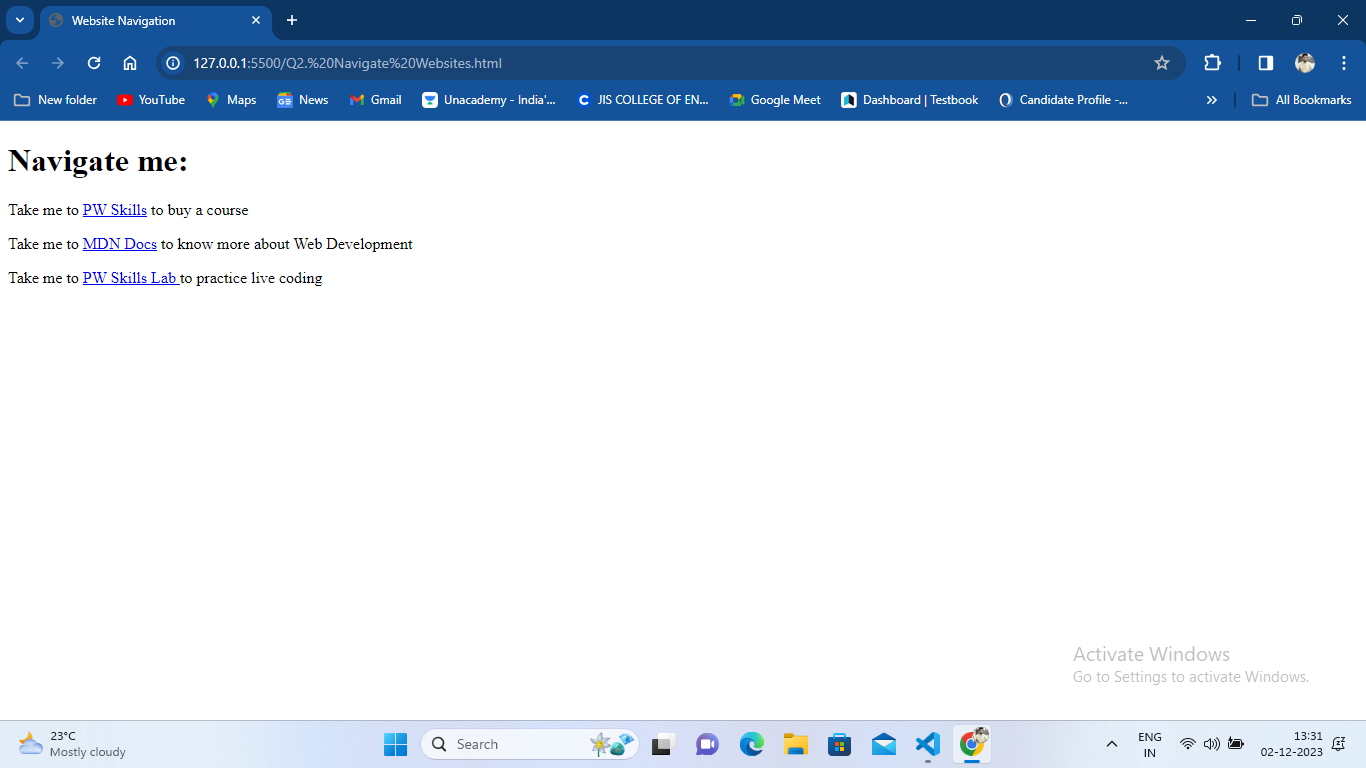 Website Navigation
127.0.0.1:5500/Q2.%20Navigate%20Websites.html
New folder YouTube Maps News Gmail Unacademy - India'... JIS COLLEGE OF EN... Google Meet Dashboard | Testbook Candidate Profile -... » All Bookmarks
Navigate me:
Take me to PW Skills to buy a course
Take me to MDN Docs to know more about Web Development
Take me to PW Skills Lab to practice live coding
Activate Windows
Go to Settings to activate Windows.
23°C
Mostly cloudy
Search
ENG
IN
13:31
02-12-2023